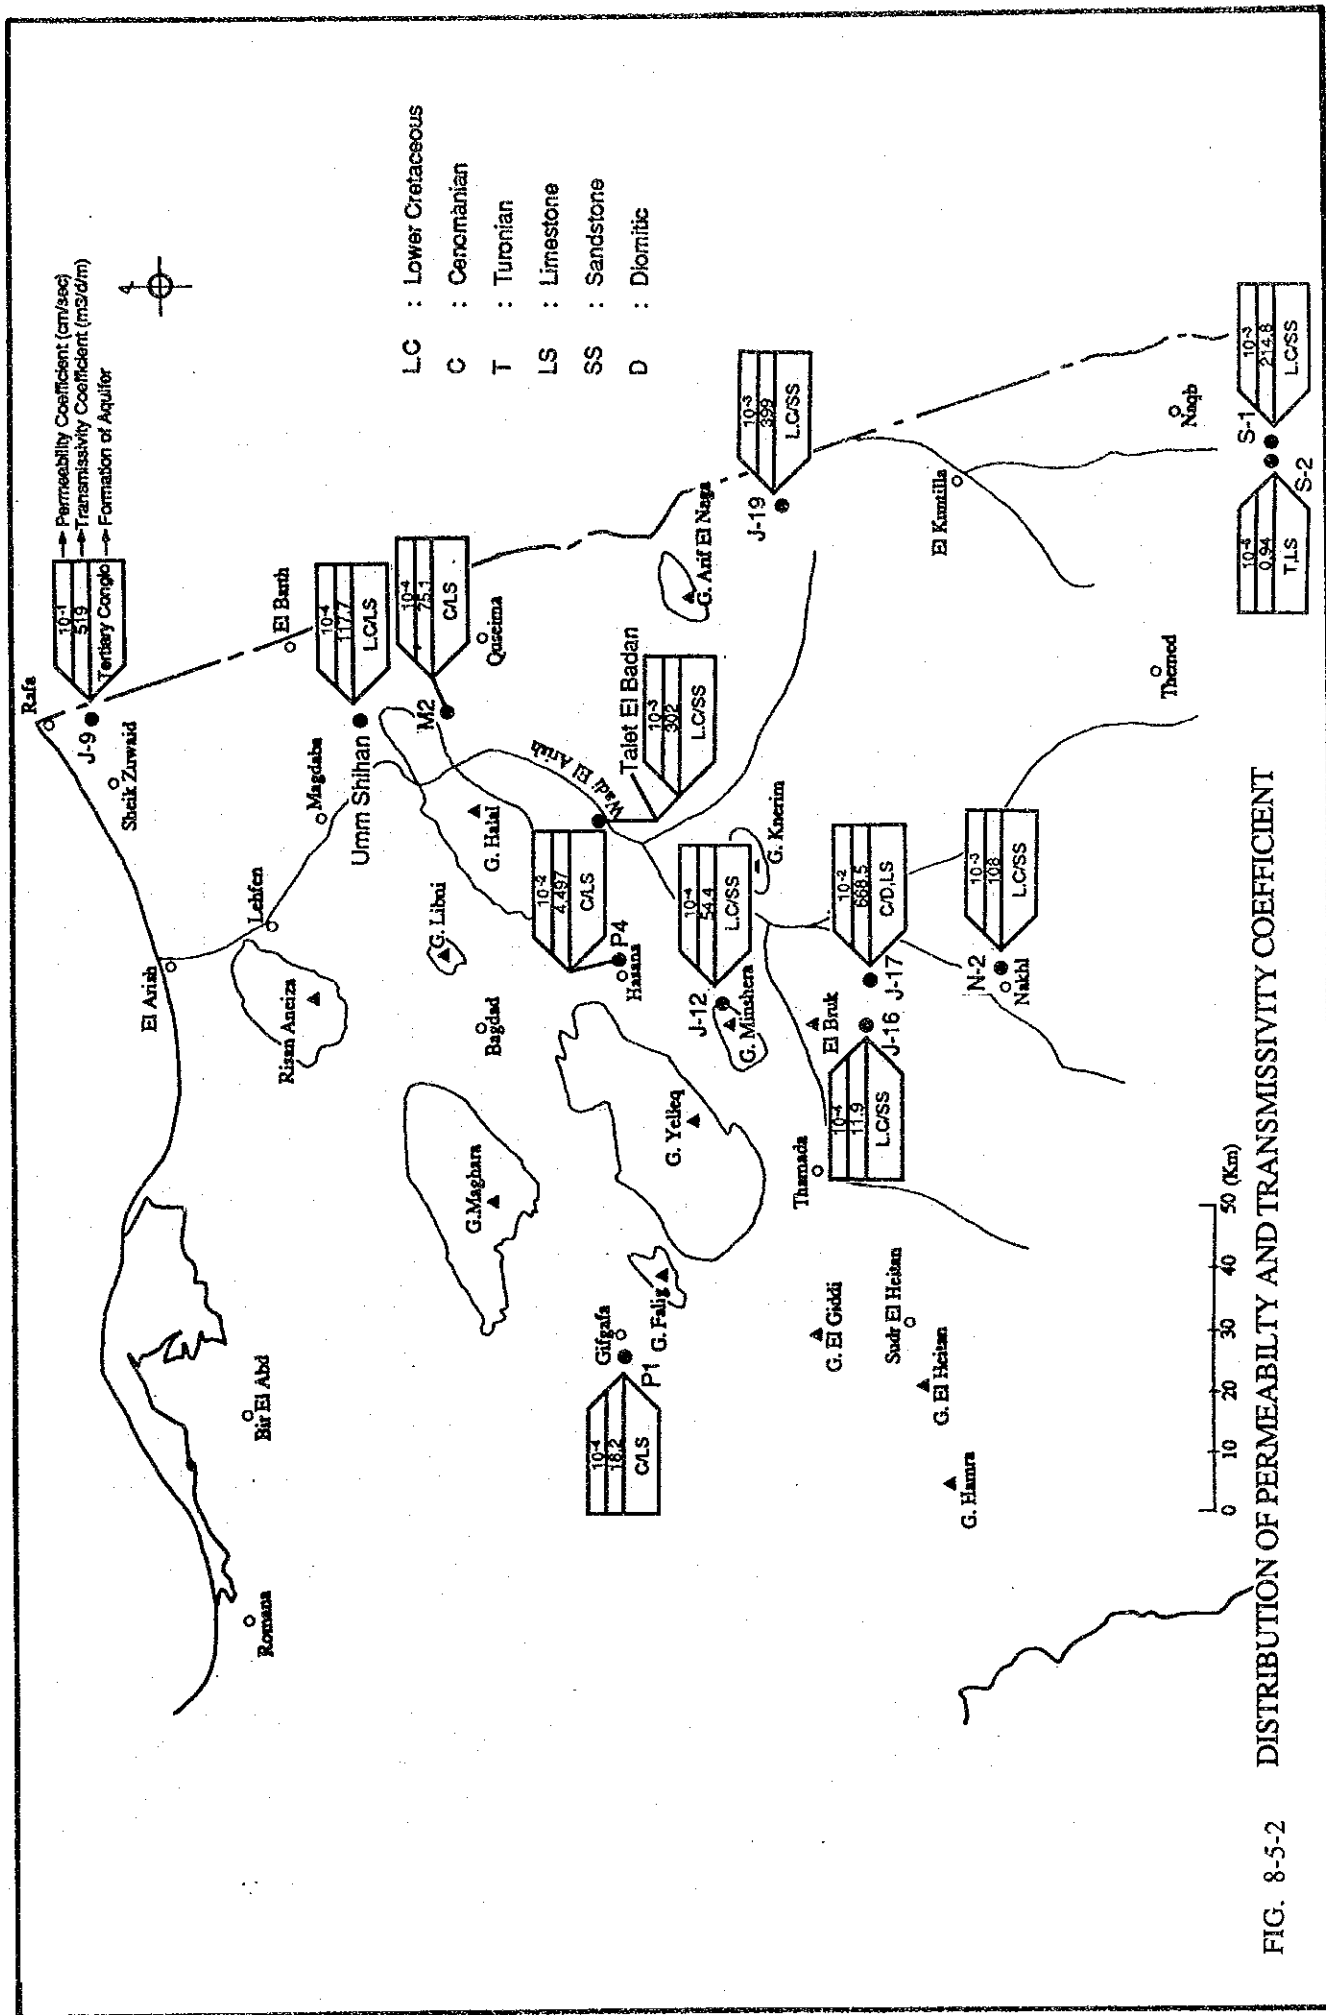 Permeability Coefficient (cm/sec)
Transmissivity Coefficient (m3/d/m)
Formation of Aquifer
10-1
519
Tertiary Conglo
Rafa
J-9
Sheik Zuwaid
El Barth
El Arish
Lehfen
Magdaba
Risan Aneiza
Romana
Bir El Abd
10-4
117.7
L.C/LS
Umm Shihan
10-4
75.1
C/LS
M2
Quseima
G. Halal
G. Libni
Bagdad
G.Maghara
L.C : Lower Cretaceous
C : Cenomanian
T : Turonian
LS : Limestone
SS : Sandstone
D : Diomitic
Wadi El Arish
Talet El Badan
10-3
302
L.C/SS
10-2
4,497
C/LS
P4
Hasana
G. Arif El Naga
10-3
399
L.C/SS
J-19
10-4
54.4
L.C/SS
J-12
G. Minshera
G. Knerim
G. Yelleq
G. Falig
Gifgafa
P1
10-4
18.2
C/LS
10-2
668.5
C/D,LS
J-17
El Bruk
J-16
10-4
11.9
L.C/SS
Thamada
G. El Giddi
Sudr El Heitan
G. El Heitan
G. Hamra
10-3
108
L.C/SS
N-2
Nakhl
El Kuntilla
Themed
Naqb
10-3
214.8
L.C/SS
S-1
S-2
10-4
0.94
T,LS
0 10 20 30 40 50 (Km)
FIG. 8-5-2 DISTRIBUTION OF PERMEABILTY AND TRANSMISSIVITY COEFFICIENT